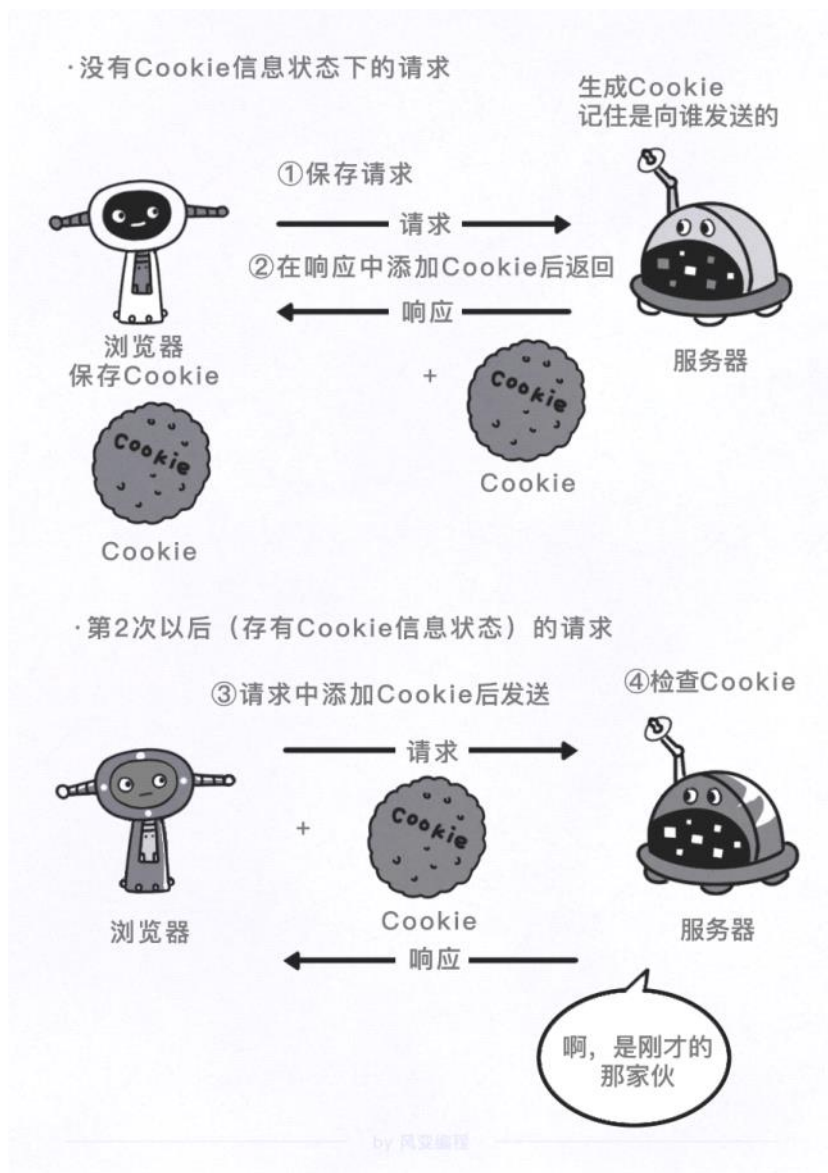 ·没有Cookie信息状态下的请求
生成Cookie
记住是向谁发送的
①保存请求
请求
②在响应中添加Cookie后返回
响应
浏览器
保存Cookie
+
服务器
Cookie
Cookie
Cookie
Cookie
·第2次以后（存有Cookie信息状态）的请求
③请求中添加Cookie后发送
④检查Cookie
请求
+
Cookie
Cookie
浏览器
服务器
响应
啊，是刚才的
那家伙
by 风变编程